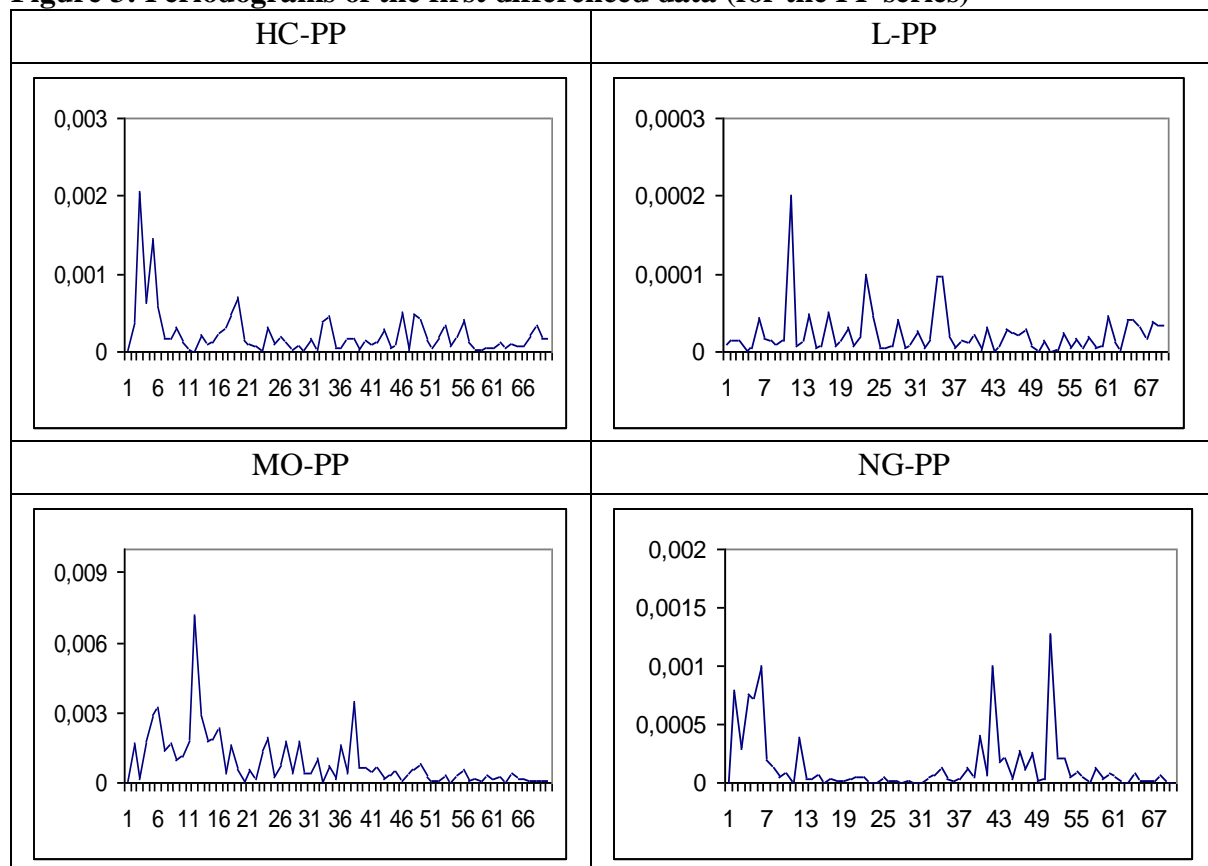 Figure Periodograms of the first differenced data (for the PP series)
HC-PP
L-PP
0,003
0,002
0,001
0
1 6 11 16 21 26 31 36 41 46 51 56 61 66
0,0003
0,0002
0,0001
0
1 7 13 19 25 31 37 43 49 55 61 67
MO-PP
NG-PP
0,009
0,006
0,003
0
1 6 11 16 21 26 31 36 41 46 51 56 61 66
0,002
0,0015
0,001
0,0005
0
1 7 13 19 25 31 37 43 49 55 61 67